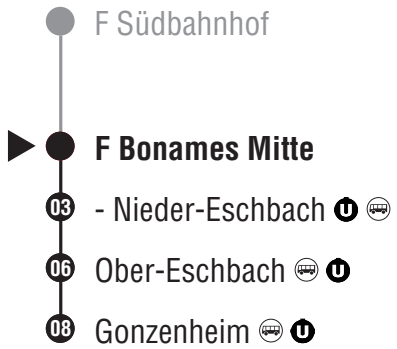 F Südbahnhof
F Bonames Mitte
03 - Nieder-Eschbach U
06 Ober-Eschbach U
08 Gonzenheim U